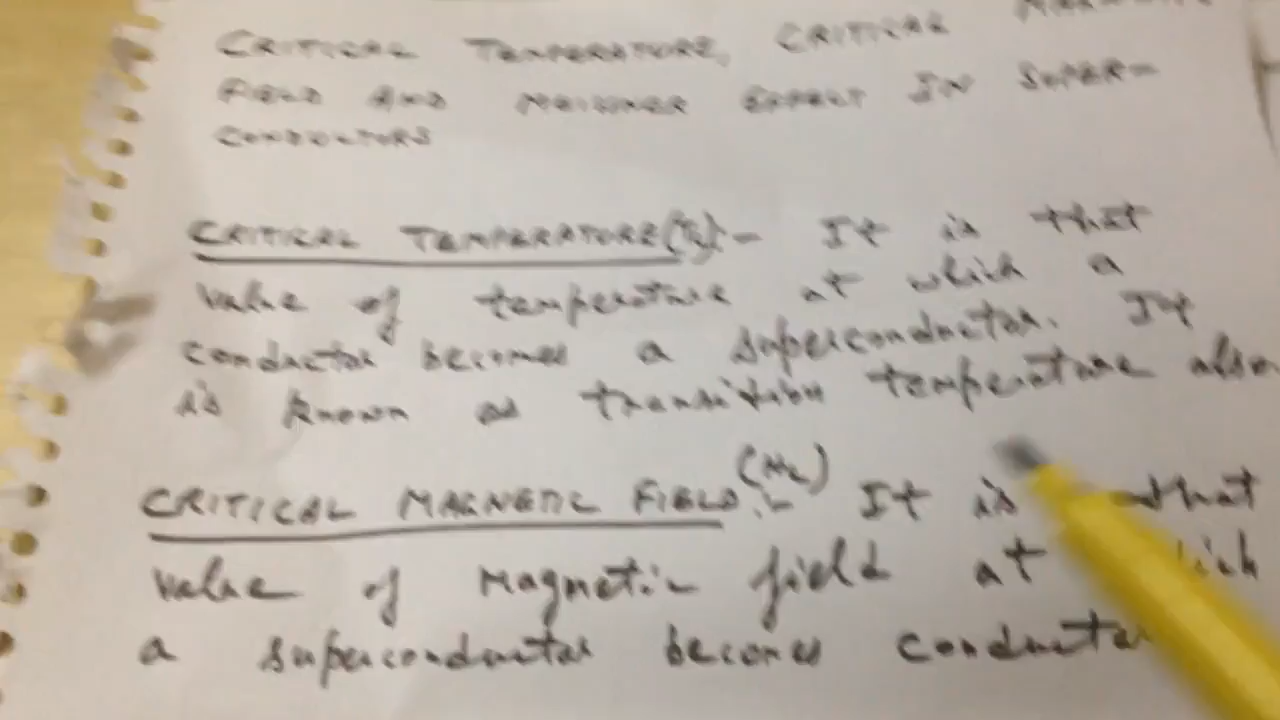 CRITICAL TEMPERATURE, CRITICAL
FIELD AND MEISSNER EFFECT IN SUPER-
CONDUCTORS
CRITICAL TEMPERATURE(Tc):- It is that
value of temperature at which a
conductor becomes a superconductor. It
is known as transition temperature also.
CRITICAL MAGNETIC FIELD(Hc):- It is that
value of Magnetic field at
a superconductor becomes conductor